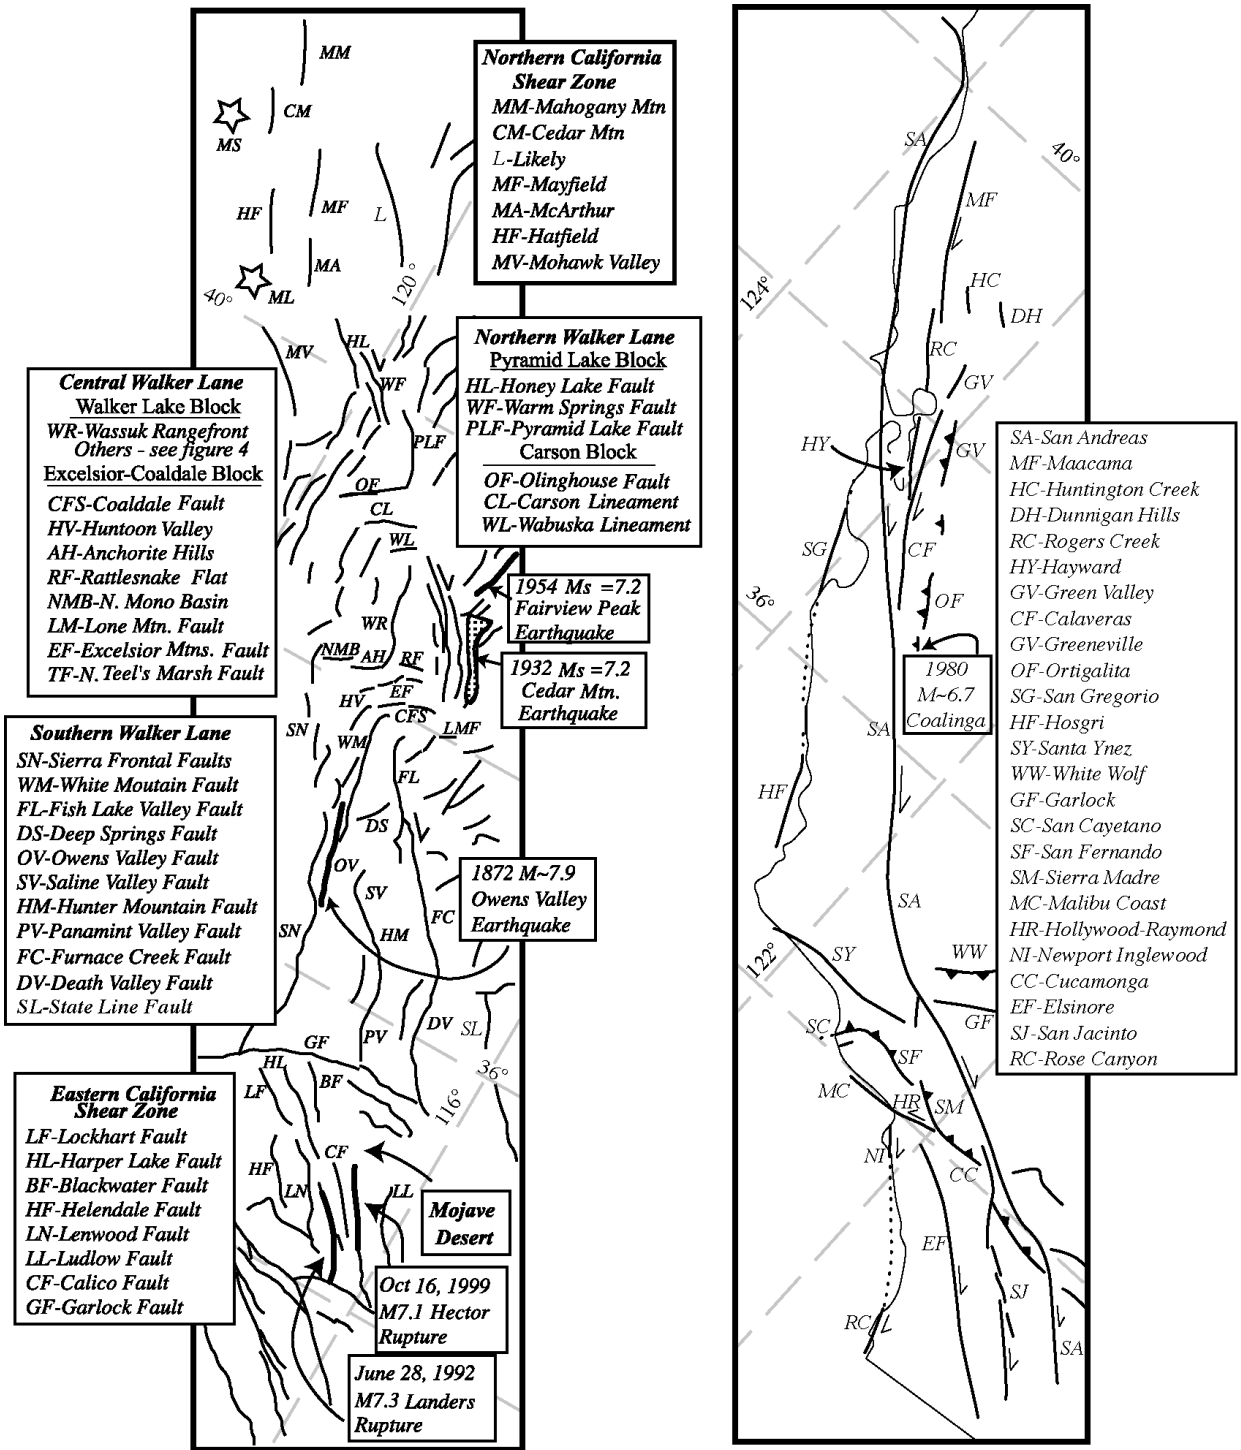 MM
CM
MS
HF
MF
L
MA
ML
40°
120°
MV
HL
WF
PLF
OF
CL
WL
WR
NMB
AH
RF
EF
HV
CFS
SN
WM
LMF
FL
DS
OV
SV
SN
HM
FC
PV
DV
SL
GF
HL
LF
BF
36°
116°
CF
HF
LN
LL
Northern California
Shear Zone
MM-Mahogany Mtn
CM-Cedar Mtn
L-Likely
MF-Mayfield
MA-McArthur
HF-Hatfield
MV-Mohawk Valley
Northern Walker Lane
Pyramid Lake Block
HL-Honey Lake Fault
WF-Warm Springs Fault
PLF-Pyramid Lake Fault
Carson Block
OF-Olinghouse Fault
CL-Carson Lineament
WL-Wabuska Lineament
Central Walker Lane
Walker Lake Block
WR-Wassuk Rangefront
Others - see figure 4
Excelsior-Coaldale Block
CFS-Coaldale Fault
HV-Huntoon Valley
AH-Anchorite Hills
RF-Rattlesnake Flat
NMB-N. Mono Basin
LM-Lone Mtn. Fault
EF-Excelsior Mtns. Fault
TF-N. Teel's Marsh Fault
1954 Ms =7.2
Fairview Peak
Earthquake
1932 Ms =7.2
Cedar Mtn.
Earthquake
Southern Walker Lane
SN-Sierra Frontal Faults
WM-White Moutain Fault
FL-Fish Lake Valley Fault
DS-Deep Springs Fault
OV-Owens Valley Fault
SV-Saline Valley Fault
HM-Hunter Mountain Fault
PV-Panamint Valley Fault
FC-Furnace Creek Fault
DV-Death Valley Fault
SL-State Line Fault
1872 M~7.9
Owens Valley
Earthquake
Eastern California
Shear Zone
LF-Lockhart Fault
HL-Harper Lake Fault
BF-Blackwater Fault
HF-Helendale Fault
LN-Lenwood Fault
LL-Ludlow Fault
CF-Calico Fault
GF-Garlock Fault
Mojave
Desert
Oct 16, 1999
M7.1 Hector
Rupture
June 28, 1992
M7.3 Landers
Rupture
SA
40°
MF
124°
HC
DH
RC
GV
HY
GV
SG
CF
36°
OF
1980
M~6.7
Coalinga
SA
HF
SA
122°
SY
WW
GF
SC
SF
MC
HR
SM
NI
CC
EF
SJ
RC
SA
SA-San Andreas
MF-Maacama
HC-Huntington Creek
DH-Dunnigan Hills
RC-Rogers Creek
HY-Hayward
GV-Green Valley
CF-Calaveras
GV-Greeneville
OF-Ortigalita
SG-San Gregorio
HF-Hosgri
SY-Santa Ynez
WW-White Wolf
GF-Garlock
SC-San Cayetano
SF-San Fernando
SM-Sierra Madre
MC-Malibu Coast
HR-Hollywood-Raymond
NI-Newport Inglewood
CC-Cucamonga
EF-Elsinore
SJ-San Jacinto
RC-Rose Canyon